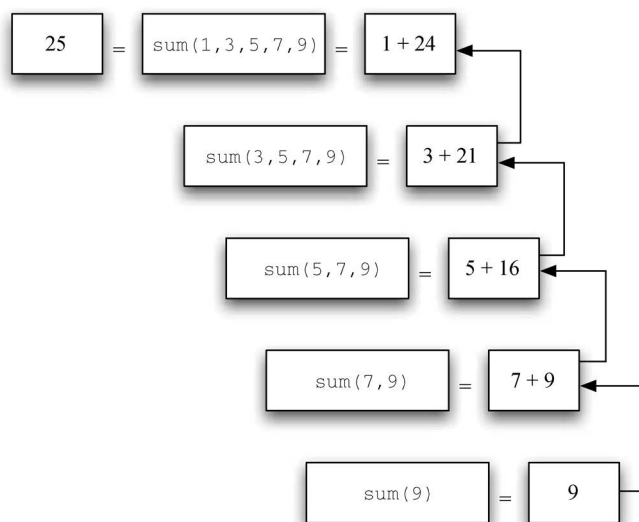 25 = sum(1,3,5,7,9) = 1 + 24
sum(3,5,7,9) = 3 + 21
sum(5,7,9) = 5 + 16
sum(7,9) = 7 + 9
sum(9) = 9